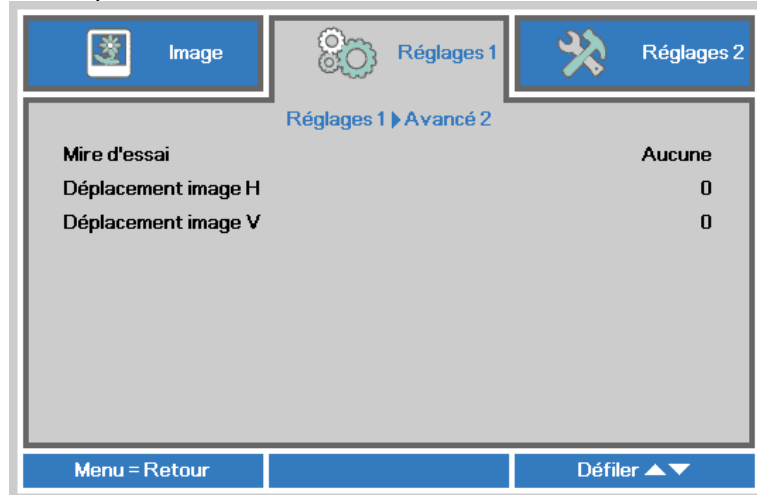 Image
Réglages 1
Réglages 2
Réglages 1 ▶ Avancé 2
Mire d'essai Aucune
Déplacement image H 0
Déplacement image V 0
Menu = Retour
Défiler ▲▼